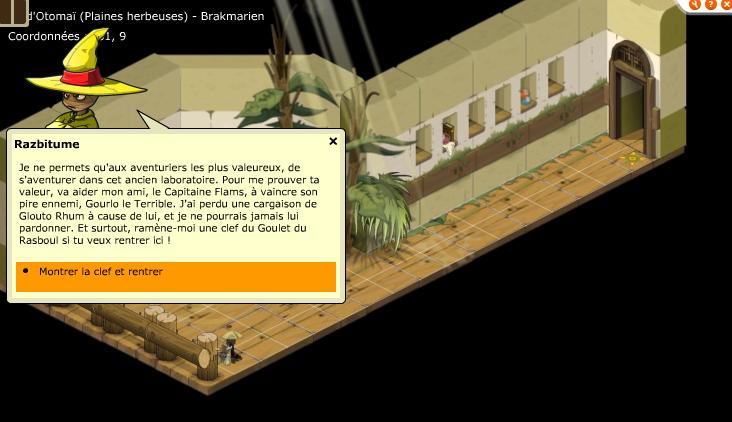 d'Otomaï (Plaines herbeuses) - Brakmarien
Coordonnées 1, 9
Razbitume
Je ne permets qu'aux aventuriers les plus valeureux, de
s'aventurer dans cet ancien laboratoire. Pour me prouver ta
valeur, va aider mon ami, le Capitaine Flams, à vaincre son
pire ennemi, Gourlo le Terrible. J'ai perdu une cargaison de
Glouto Rhum à cause de lui, et je ne pourrais jamais lui
pardonner. Et surtout, ramène-moi une clef du Goulet du
Rasboul si tu veux rentrer ici !
Montrer la clef et rentrer